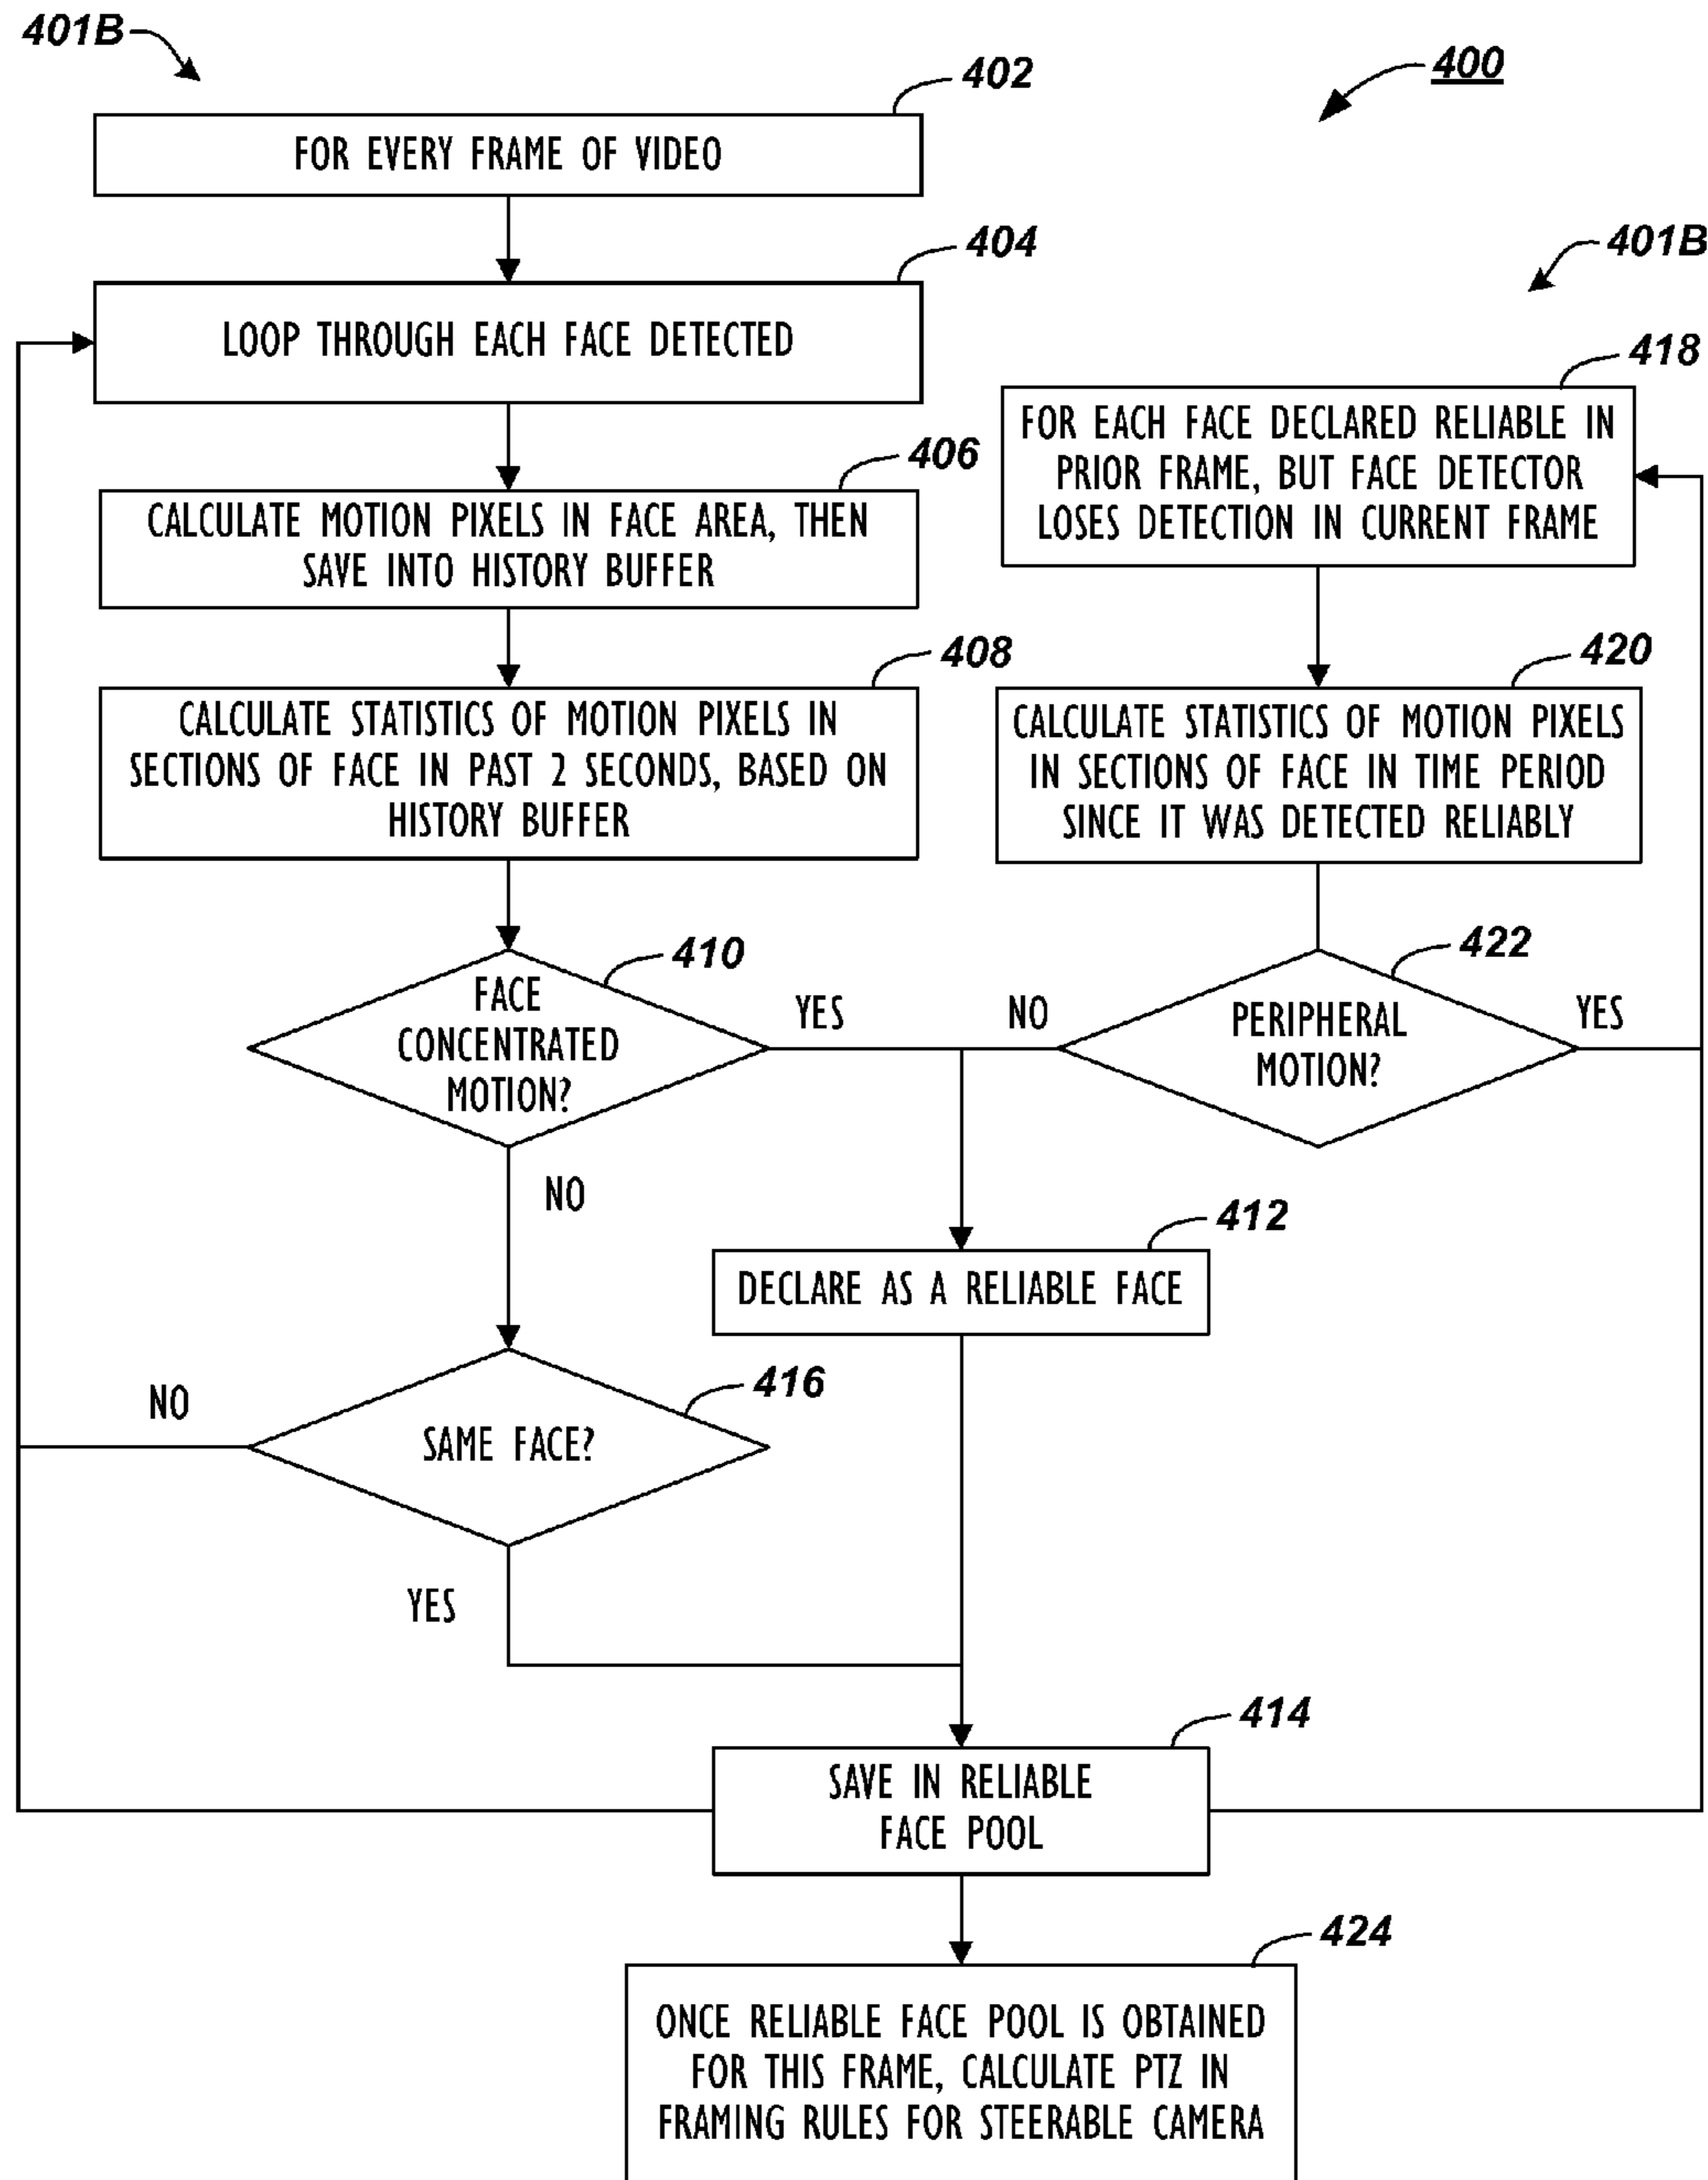 401B
402
400
FOR EVERY FRAME OF VIDEO
404
401B
LOOP THROUGH EACH FACE DETECTED
418
FOR EACH FACE DECLARED RELIABLE IN
PRIOR FRAME, BUT FACE DETECTOR
LOSES DETECTION IN CURRENT FRAME
406
CALCULATE MOTION PIXELS IN FACE AREA, THEN
SAVE INTO HISTORY BUFFER
408
CALCULATE STATISTICS OF MOTION PIXELS IN
SECTIONS OF FACE IN PAST 2 SECONDS, BASED ON
HISTORY BUFFER
420
CALCULATE STATISTICS OF MOTION PIXELS
IN SECTIONS OF FACE IN TIME PERIOD
SINCE IT WAS DETECTED RELIABLY
410
FACE
CONCENTRATED
MOTION?
YES
NO
422
PERIPHERAL
MOTION?
NO
YES
412
DECLARE AS A RELIABLE FACE
416
SAME FACE?
NO
YES
414
SAVE IN RELIABLE
FACE POOL
424
ONCE RELIABLE FACE POOL IS OBTAINED
FOR THIS FRAME, CALCULATE PTZ IN
FRAMING RULES FOR STEERABLE CAMERA